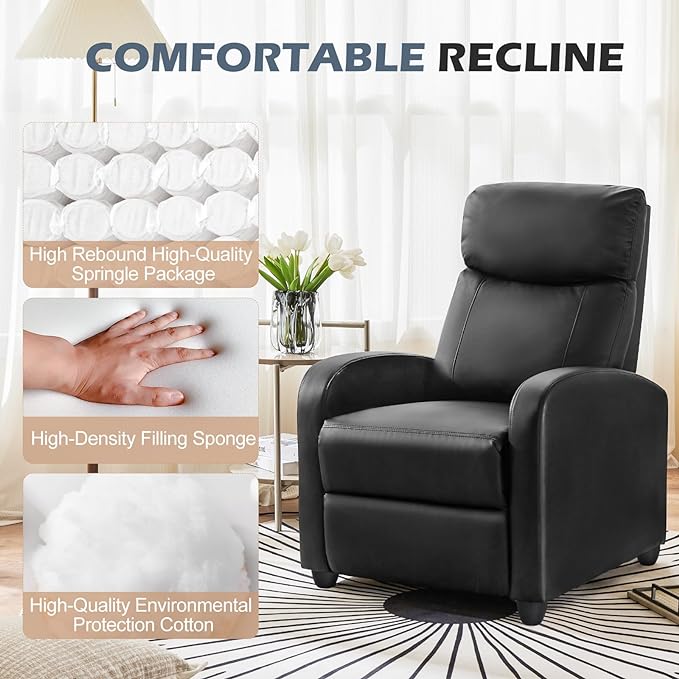 COMFORTABLE RECLINE
High Rebound High-Quality
Springle Package
High-Density Filling Sponge
High-Quality Environmental
Protection Cotton